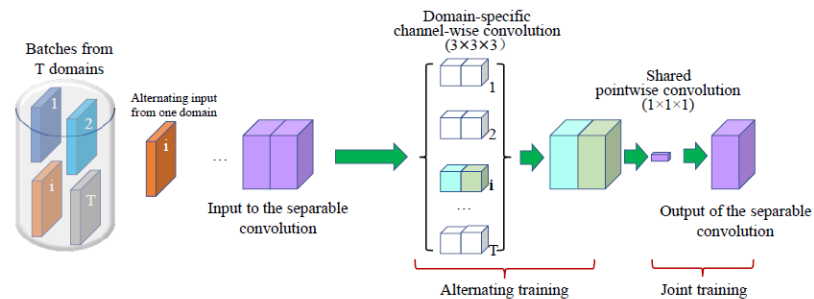 Batches from
T domains
1
2
i
T
Alternating input
from one domain
i
...
Input to the separable
convolution
Domain-specific
channel-wise convolution
(3×3×3)
1
2
i
...
T
Shared
pointwise convolution
(1×1×1)
Output of the separable
convolution
Alternating training
Joint training